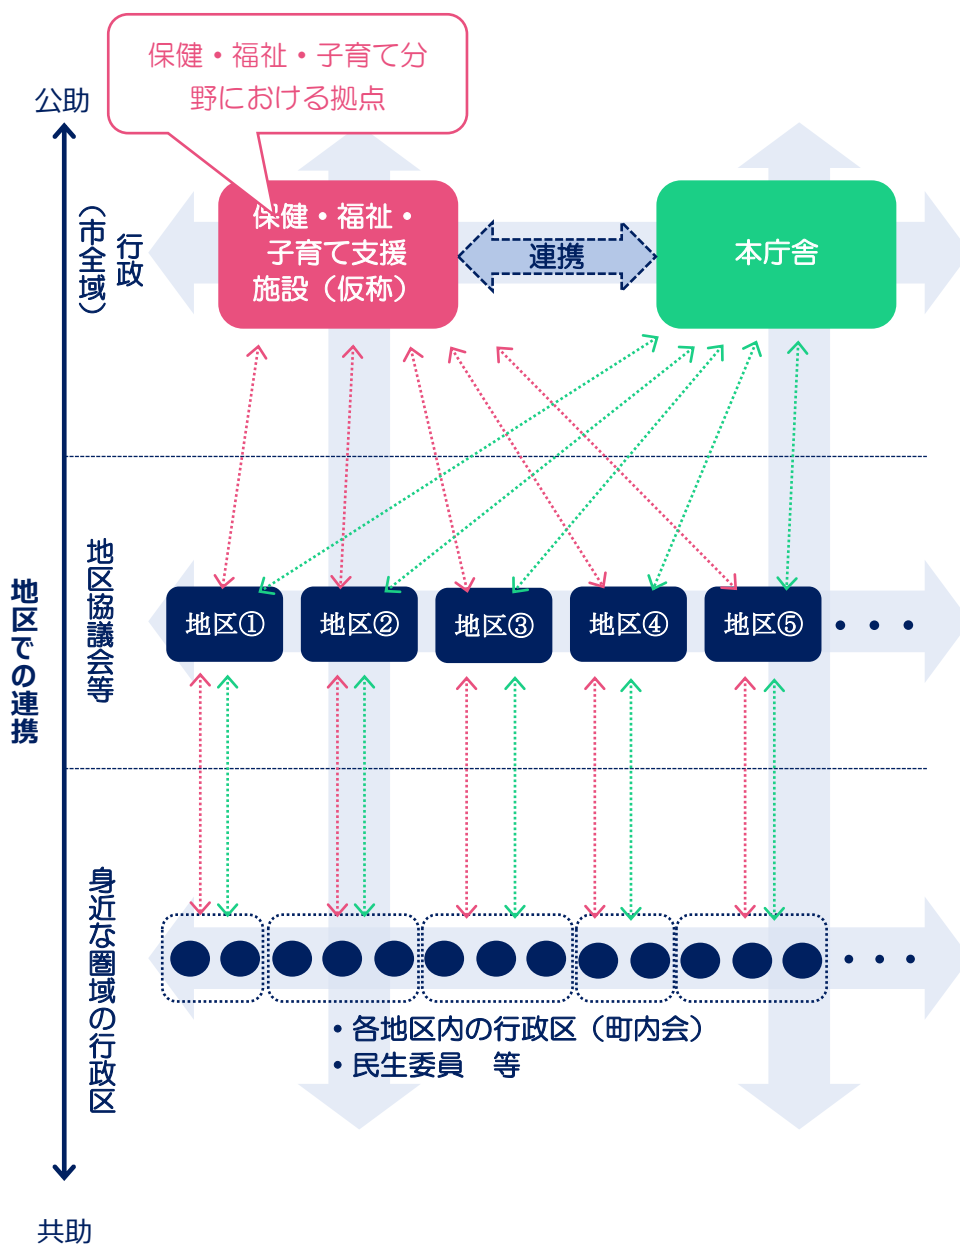 保健・福祉・子育て分
野における拠点
公助
行政
（市全域）
保健・福祉・
子育て支援
施設（仮称）
連携
本庁舎
地区での連携
地区協議会等
地区①
地区②
地区③
地区④
地区⑤
・・・
身近な圏域の行政区
・・・
・各地区内の行政区（町内会）
・民生委員　等
共助